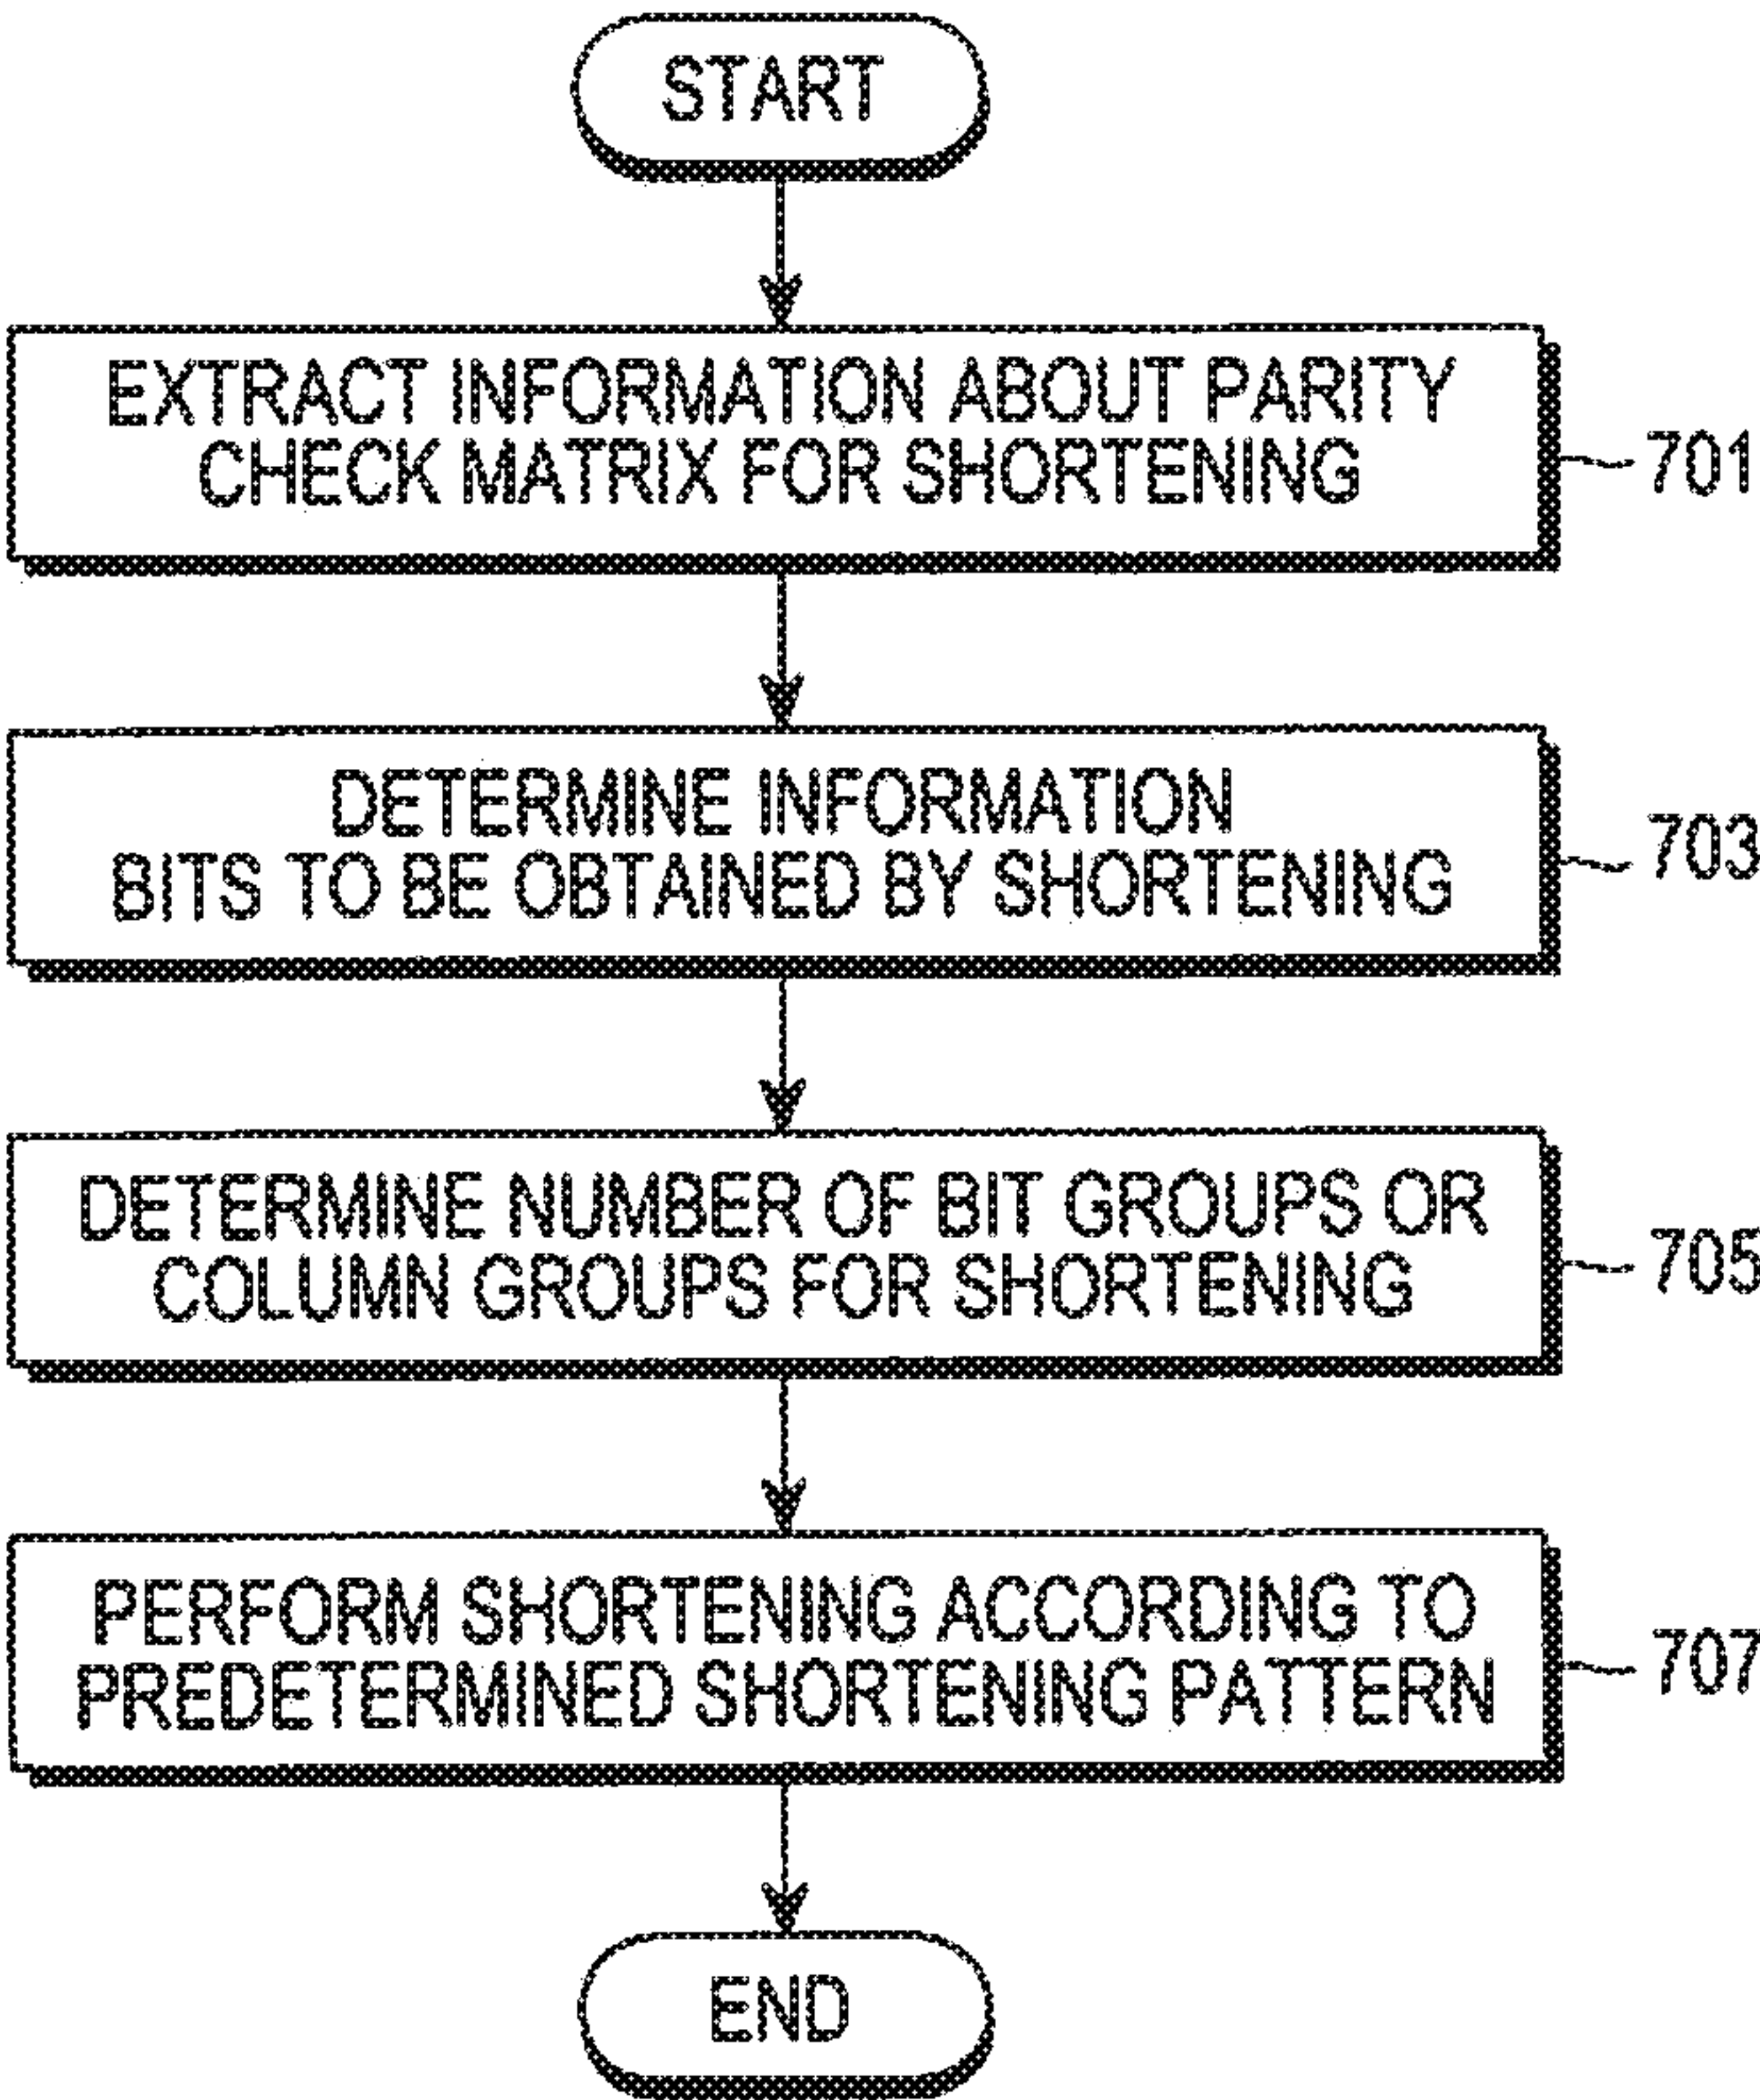 START
EXTRACT INFORMATION ABOUT PARITY
CHECK MATRIX FOR SHORTENING
701
DETERMINE INFORMATION
BITS TO BE OBTAINED BY SHORTENING
703
DETERMINE NUMBER OF BIT GROUPS OR
COLUMN GROUPS FOR SHORTENING
705
PERFORM SHORTENING ACCORDING TO
PREDETERMINED SHORTENING PATTERN
707
END